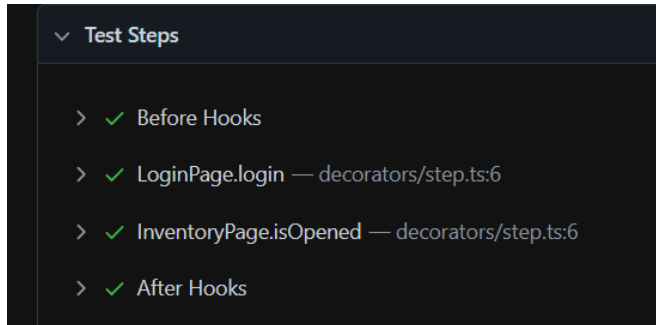 Test Steps
Before Hooks
LoginPage.login — decorators/step.ts:6
InventoryPage.isOpened — decorators/step.ts:6
After Hooks